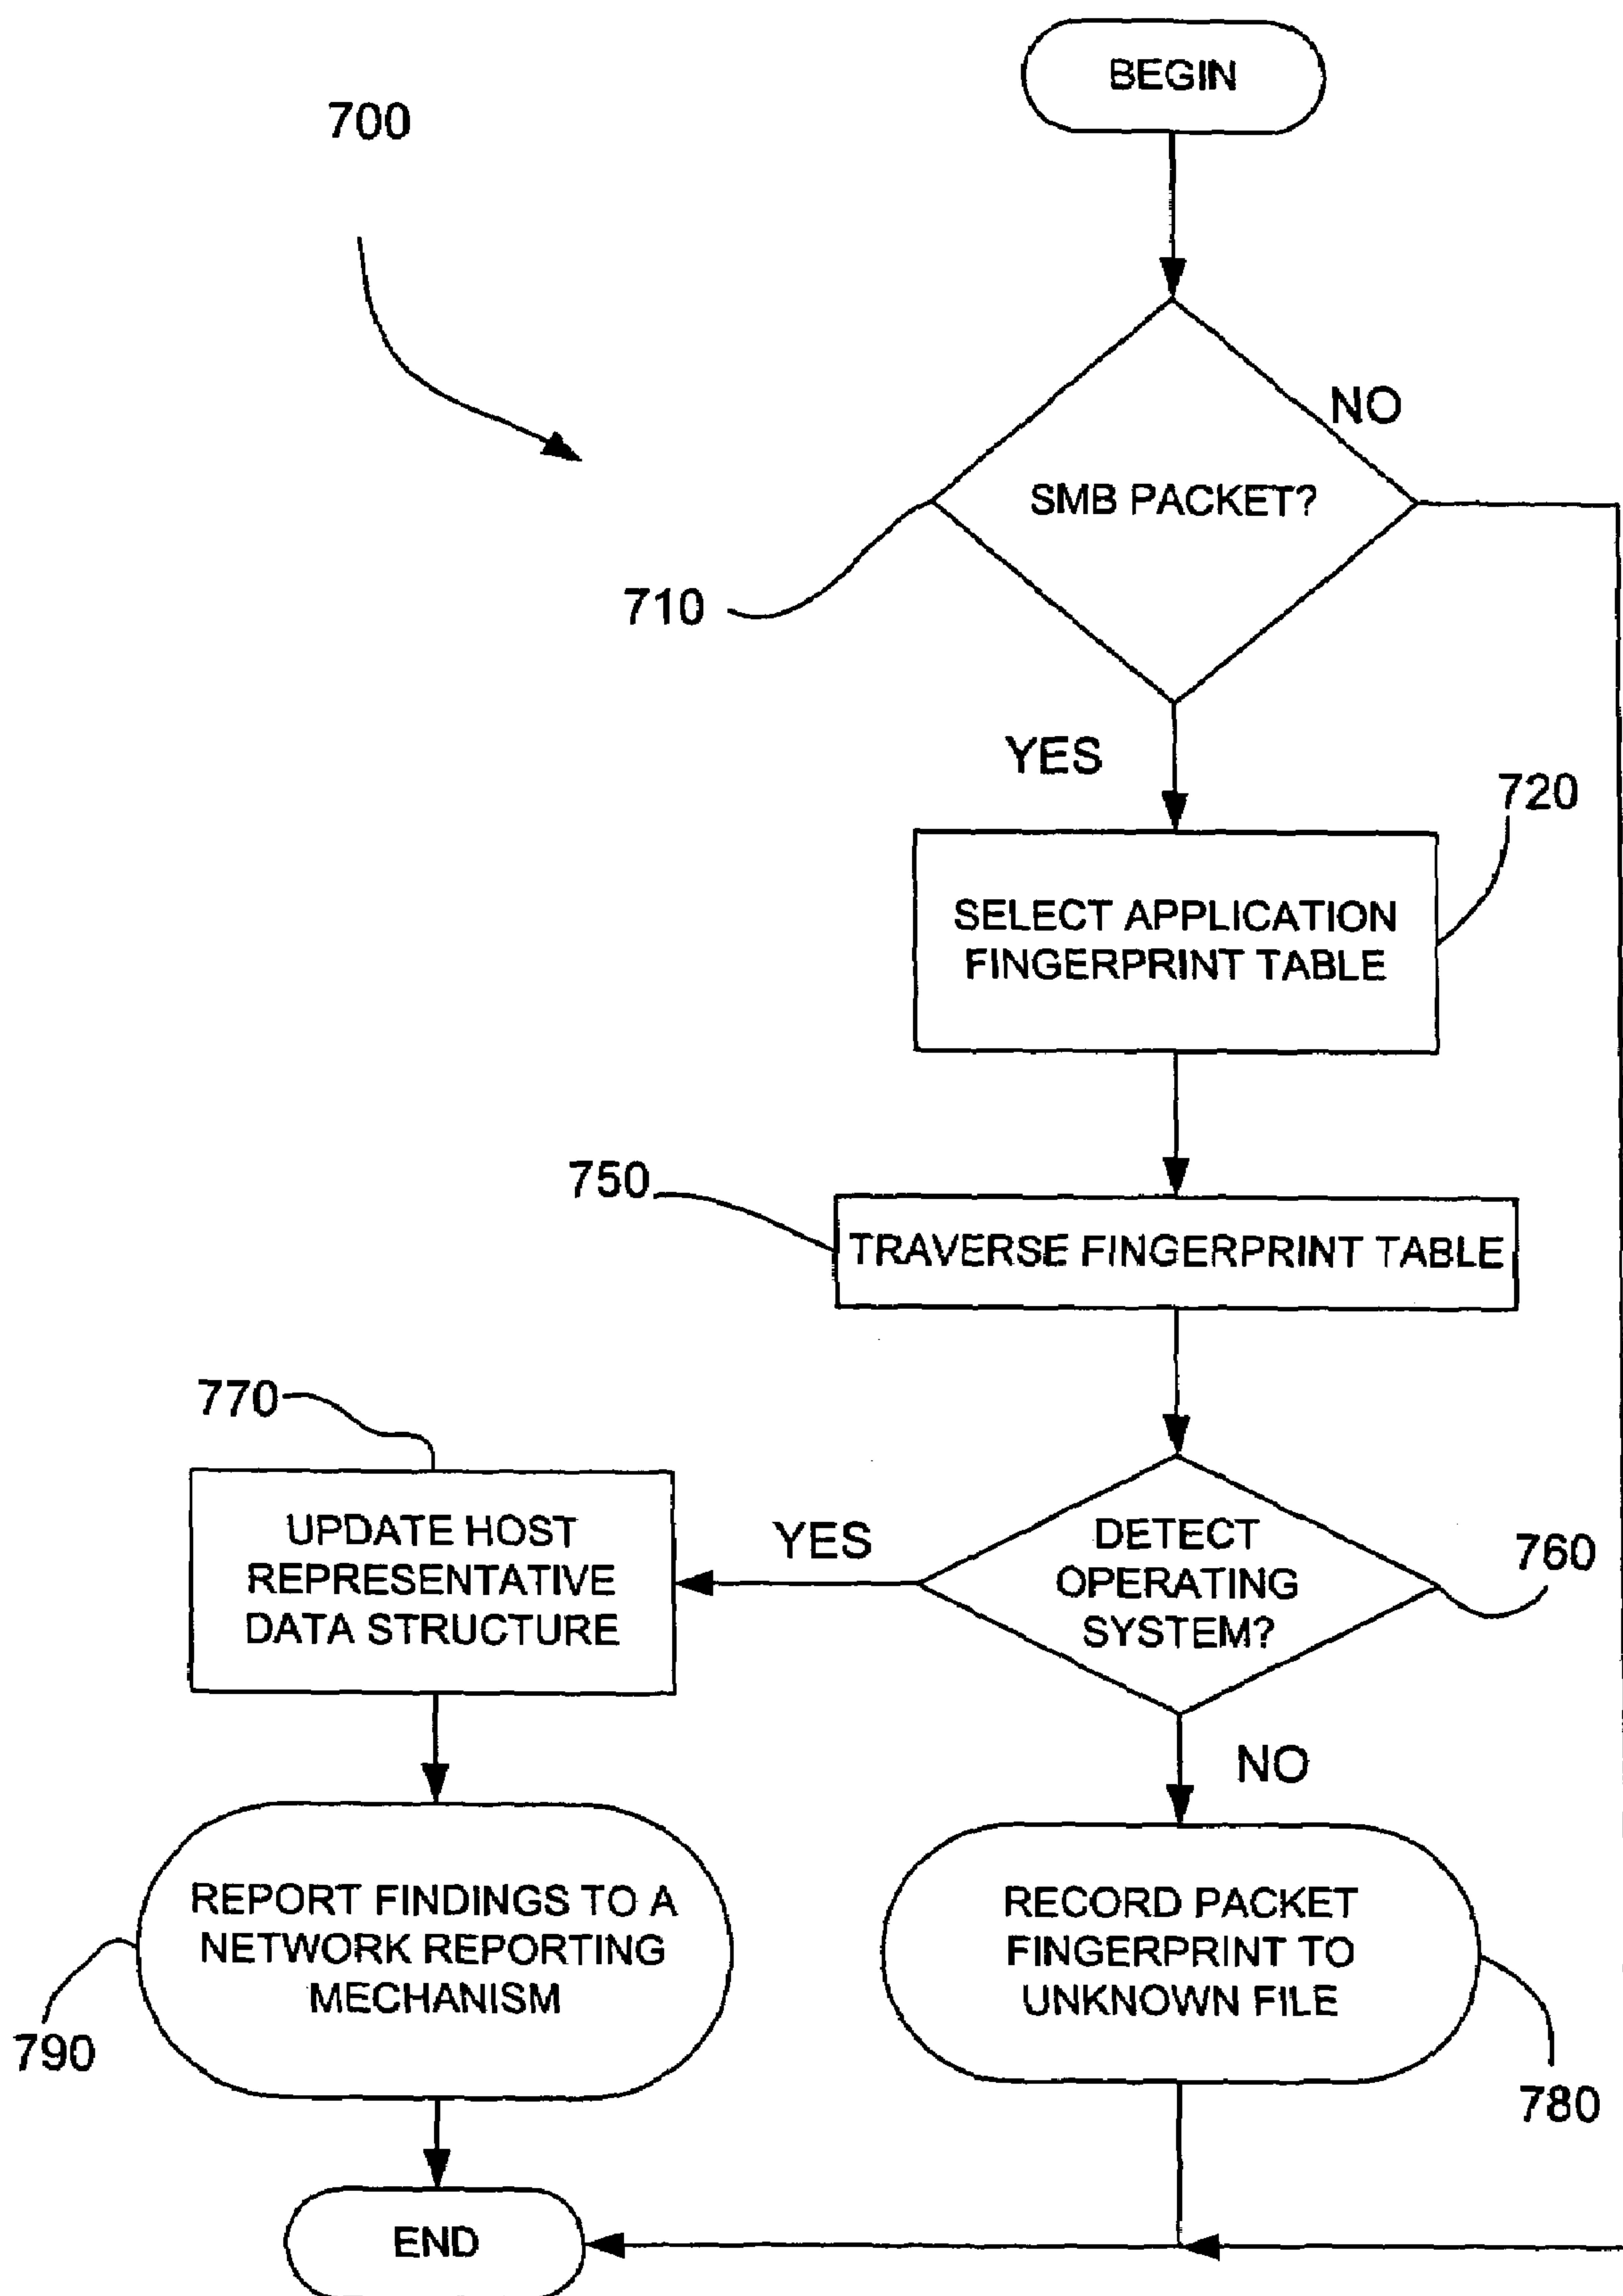 BEGIN
700
NO
SMB PACKET?
710
YES
720
SELECT APPLICATION
FINGERPRINT TABLE
750
TRAVERSE FINGERPRINT TABLE
770
UPDATE HOST
REPRESENTATIVE
DATA STRUCTURE
YES
DETECT
OPERATING
SYSTEM?
760
NO
REPORT FINDINGS TO A
NETWORK REPORTING
MECHANISM
790
RECORD PACKET
FINGERPRINT TO
UNKNOWN FILE
780
END